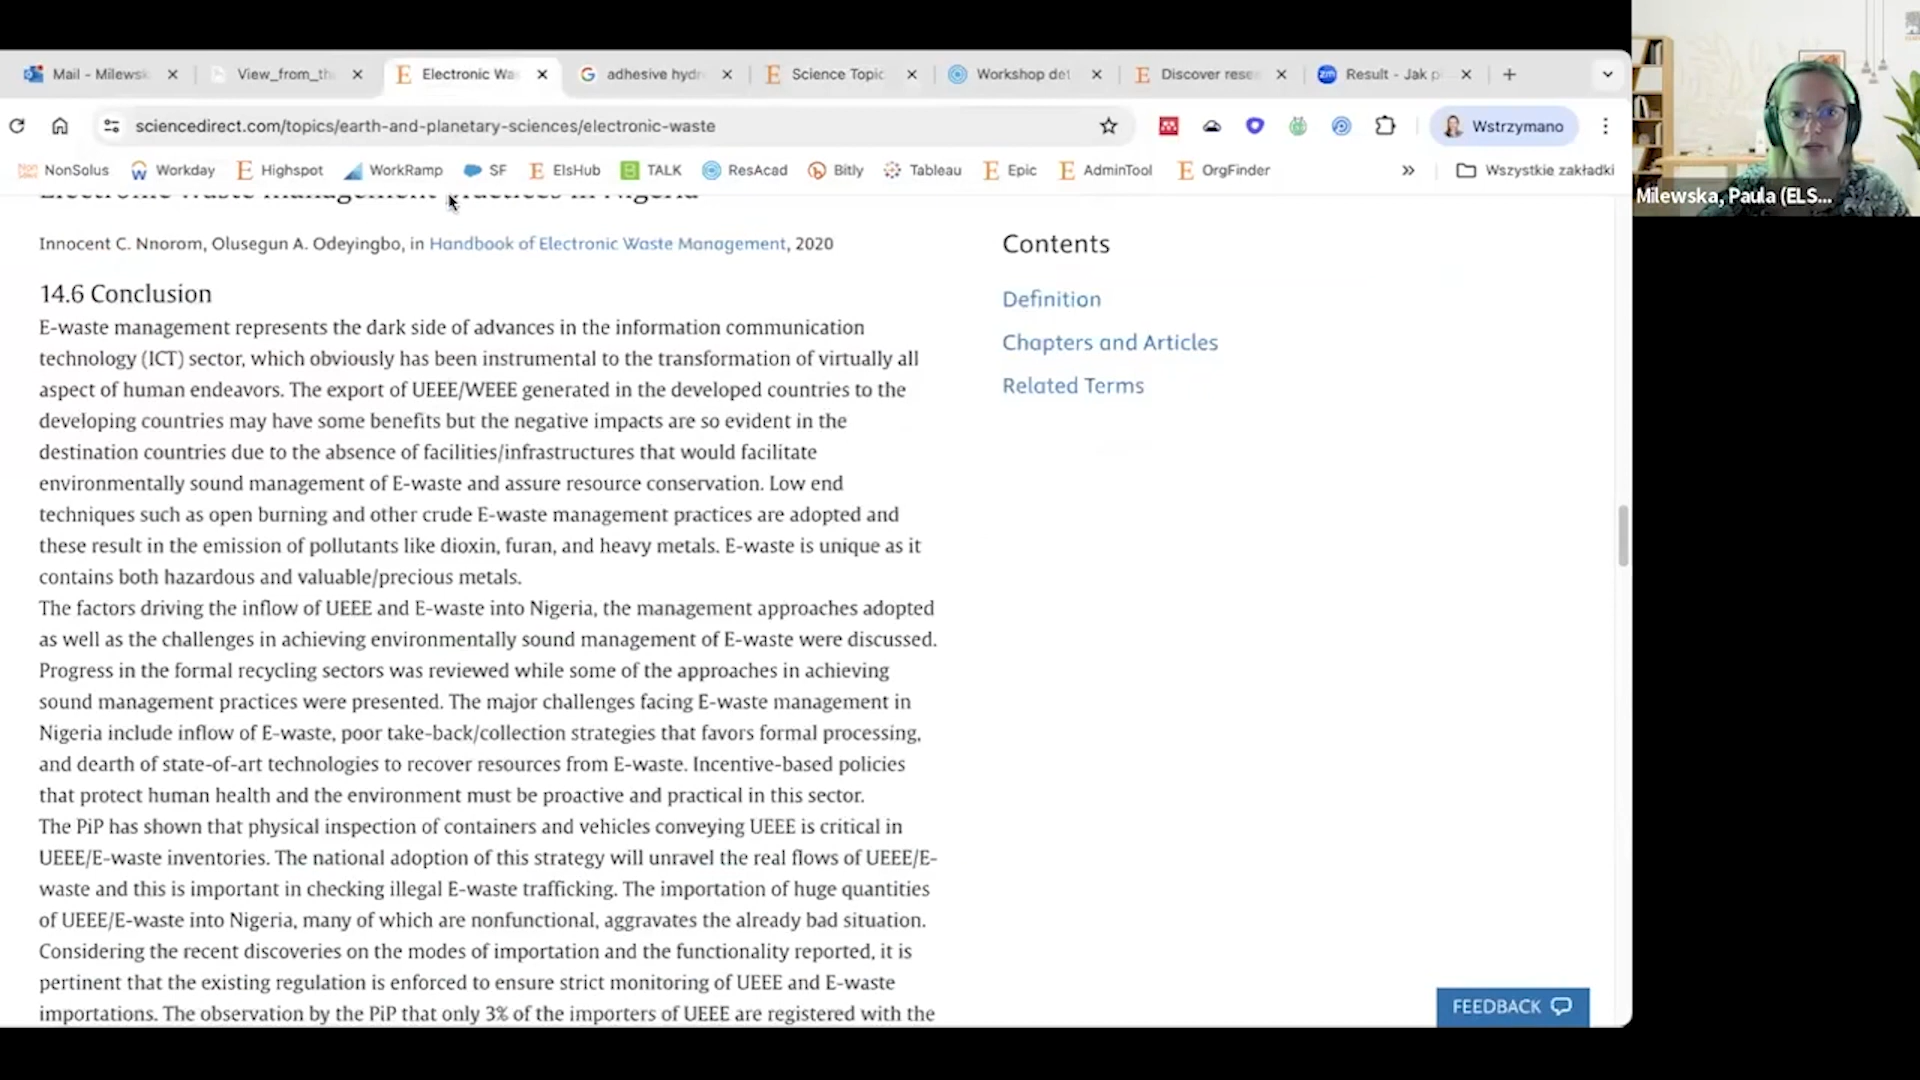 Mail - Milewsk
View_from_th
Electronic Wa
adhesive hydr
Science Topic
Workshop det
Discover rese
Result - Jak p
sciencedirect.com/topics/earth-and-planetary-sciences/electronic-waste
Wstrzymano
NonSolus
Workday
Highspot
WorkRamp
SF
ElsHub
TALK
ResAcad
Bitly
Tableau
Epic
AdminTool
OrgFinder
Wszystkie zakładki
Milewska, Paula (ELS...
Electronic waste management practices in Nigeria
Innocent C. Nnorom, Olusegun A. Odeyingbo, in Handbook of Electronic Waste Management, 2020
14.6 Conclusion
E-waste management represents the dark side of advances in the information communication
technology (ICT) sector, which obviously has been instrumental to the transformation of virtually all
aspect of human endeavors. The export of UEEE/WEEE generated in the developed countries to the
developing countries may have some benefits but the negative impacts are so evident in the
destination countries due to the absence of facilities/infrastructures that would facilitate
environmentally sound management of E-waste and assure resource conservation. Low end
techniques such as open burning and other crude E-waste management practices are adopted and
these result in the emission of pollutants like dioxin, furan, and heavy metals. E-waste is unique as it
contains both hazardous and valuable/precious metals.
The factors driving the inflow of UEEE and E-waste into Nigeria, the management approaches adopted
as well as the challenges in achieving environmentally sound management of E-waste were discussed.
Progress in the formal recycling sectors was reviewed while some of the approaches in achieving
sound management practices were presented. The major challenges facing E-waste management in
Nigeria include inflow of E-waste, poor take-back/collection strategies that favors formal processing,
and dearth of state-of-art technologies to recover resources from E-waste. Incentive-based policies
that protect human health and the environment must be proactive and practical in this sector.
The PiP has shown that physical inspection of containers and vehicles conveying UEEE is critical in
UEEE/E-waste inventories. The national adoption of this strategy will unravel the real flows of UEEE/E-
waste and this is important in checking illegal E-waste trafficking. The importation of huge quantities
of UEEE/E-waste into Nigeria, many of which are nonfunctional, aggravates the already bad situation.
Considering the recent discoveries on the modes of importation and the functionality reported, it is
pertinent that the existing regulation is enforced to ensure strict monitoring of UEEE and E-waste
importations. The observation by the PiP that only 3% of the importers of UEEE are registered with the
Contents
Definition
Chapters and Articles
Related Terms
FEEDBACK